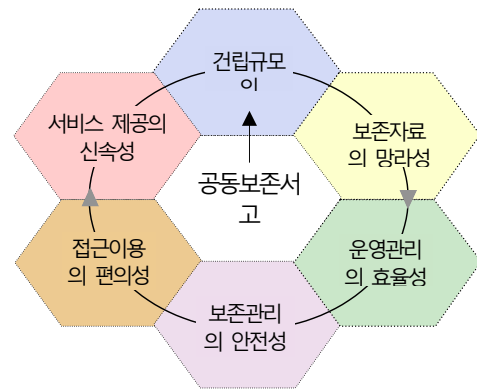 건립규모
의
보존자료
의 망라성
운영관리
의 효율성
보존관리
의 안전성
접근이용
의 편의성
서비스 제공의
신속성
공동보존서
고